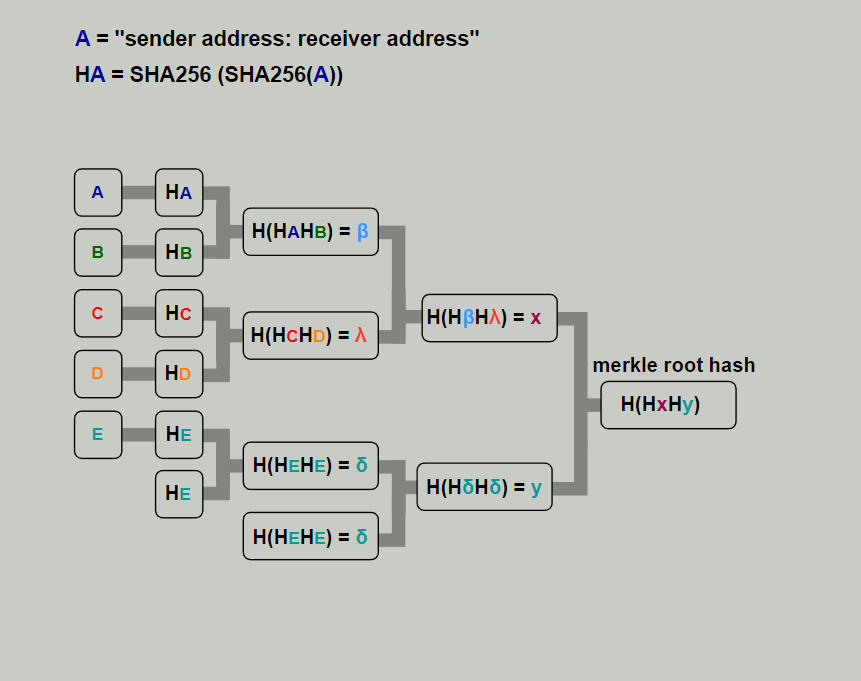 A = "sender address: receiver address"
HA = SHA256 (SHA256(A))
A
HA
B
HB
H(HAHB) = β
C
HC
D
HD
H(HCHD) = λ
H(HβHλ) = x
merkle root hash
H(HxHy)
E
HE
HE
H(HEHE) = δ
H(HEHE) = δ
H(HδHδ) = y